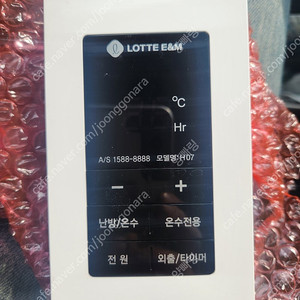 LOTTE E&M
°C
Hr
A/S 1588-8888 모델명:H07
− +
난방/온수 온수전용
전 원 외출/타이머